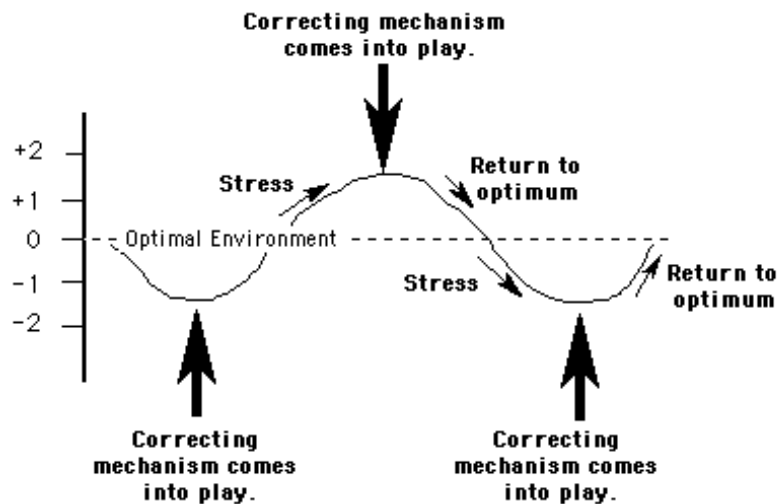 Correcting mechanism
comes into play.
+2
Stress
Return to
optimum
+1
0
Optimal Environment
-1
Stress
Return to
optimum
-2
Correcting
mechanism comes
into play.
Correcting
mechanism comes
into play.